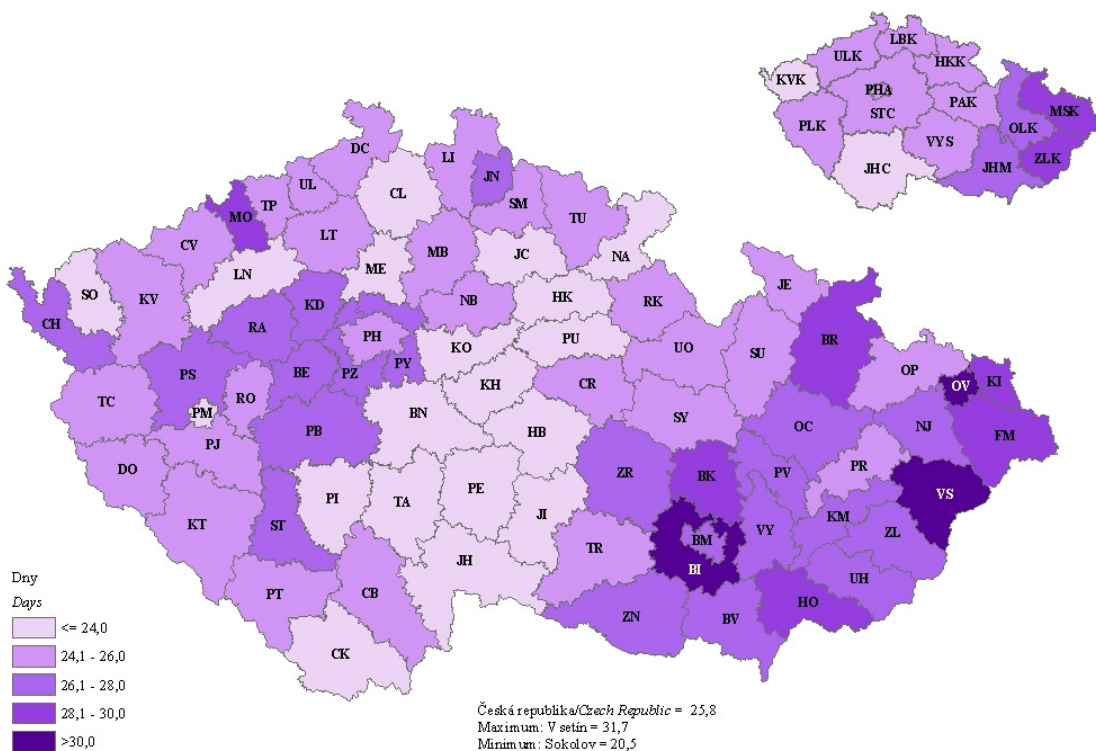 LBK
ULK
HKK
KVK
PHA
PAK
MSK
STC
OLK
PLK
VYS
ZLK
JHC
JHM
DC
LI
JN
UL
CL
TP
SM
MO
TU
LT
CV
MB
JC
NA
ME
LN
SO
KV
JE
HK
NB
RK
KD
CH
RA
PH
PU
BR
KO
UO
SU
OP
PY
PS
BE
PZ
KI
OV
KH
CR
TC
RO
PM
BN
NJ
PB
HB
SY
OC
FM
PJ
DO
PR
PV
ZR
BK
PE
VS
PI
TA
JI
KT
ST
KM
VY
ZL
BM
TR
JH
BI
UH
PT
CB
HO
ZN
BV
CK
Dny
Days
<= 24,0
24,1 - 26,0
26,1 - 28,0
28,1 - 30,0
>30,0
Česká republika/Czech Republic = 25,8
Maximum: Vsetín = 31,7
Minimum: Sokolov = 20,5